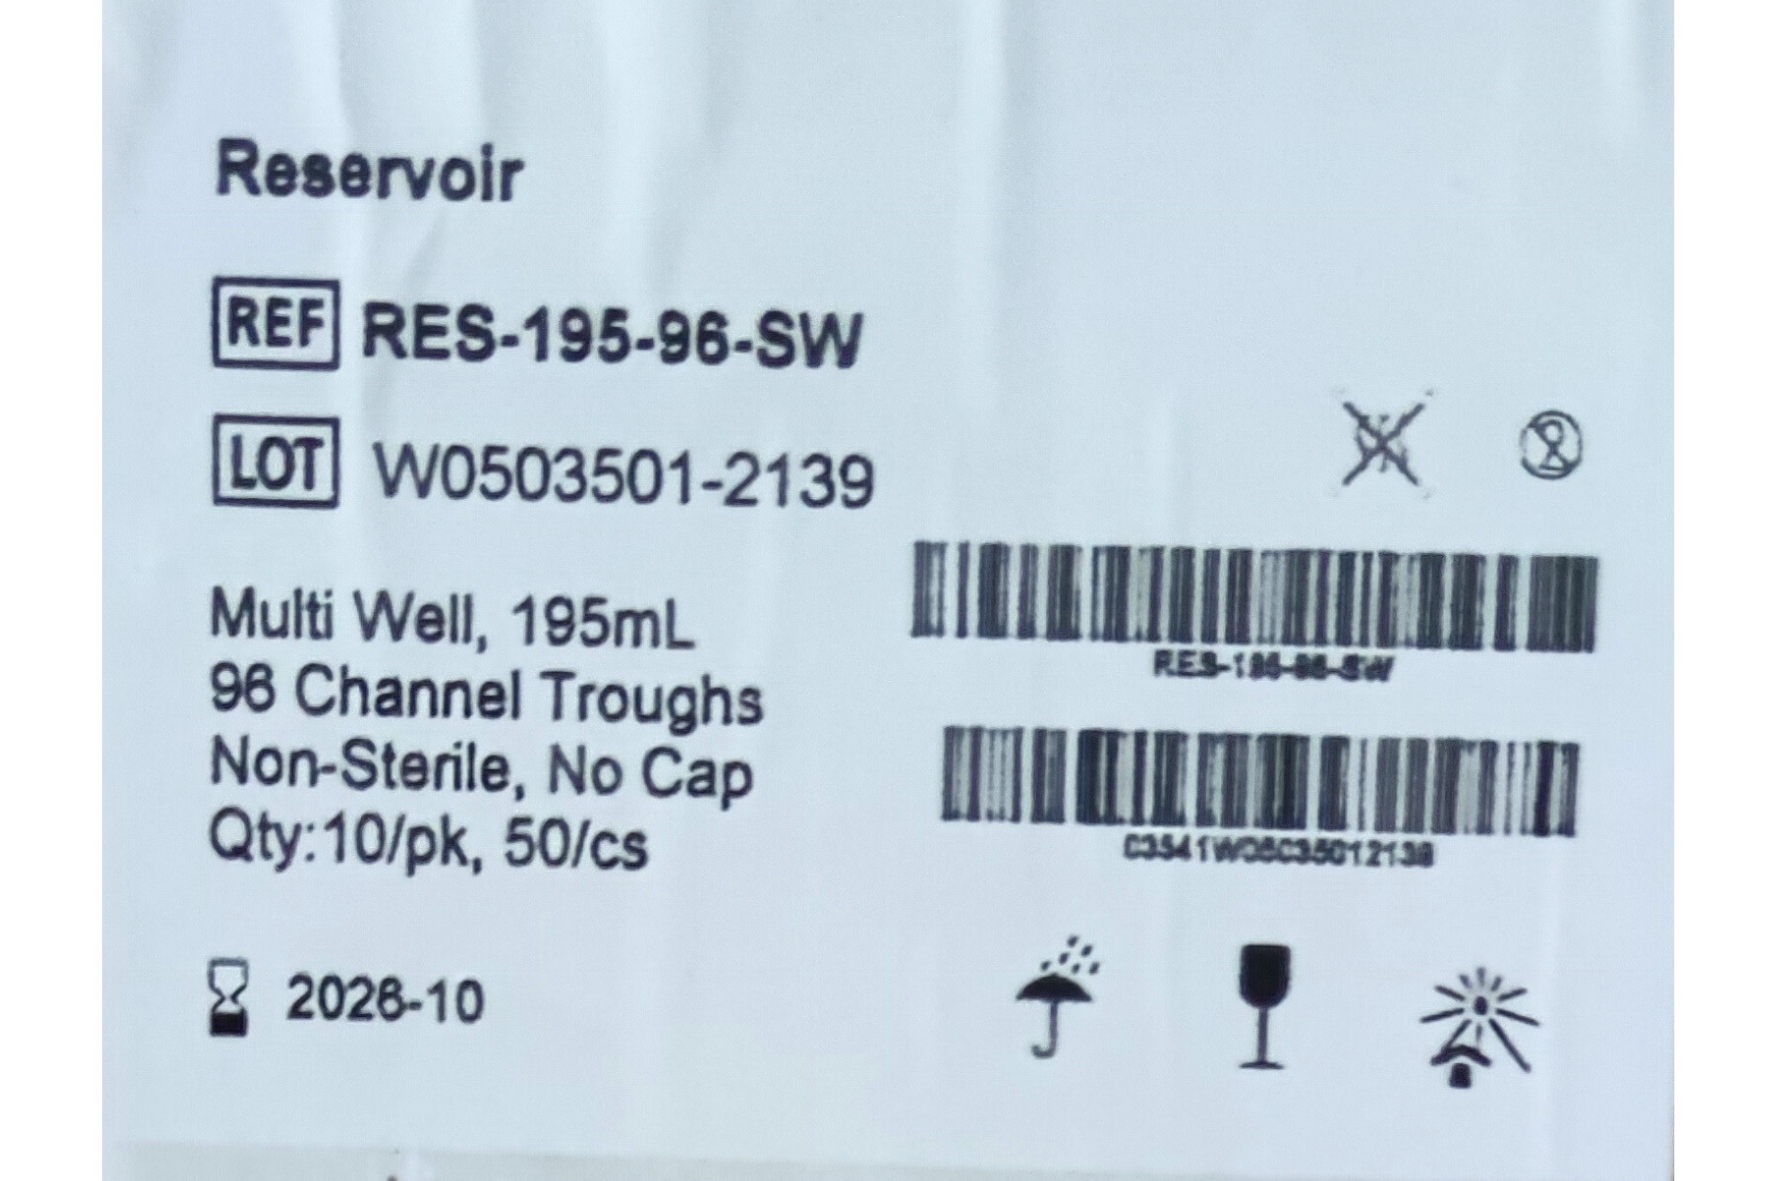 Reservoir
REF RES-195-96-SW
LOT W0503501-2139
Multi Well, 195mL
96 Channel Troughs
Non-Sterile, No Cap
Qty:10/pk, 50/cs
2026-10
RES-195-96-SW
03541W05035012139